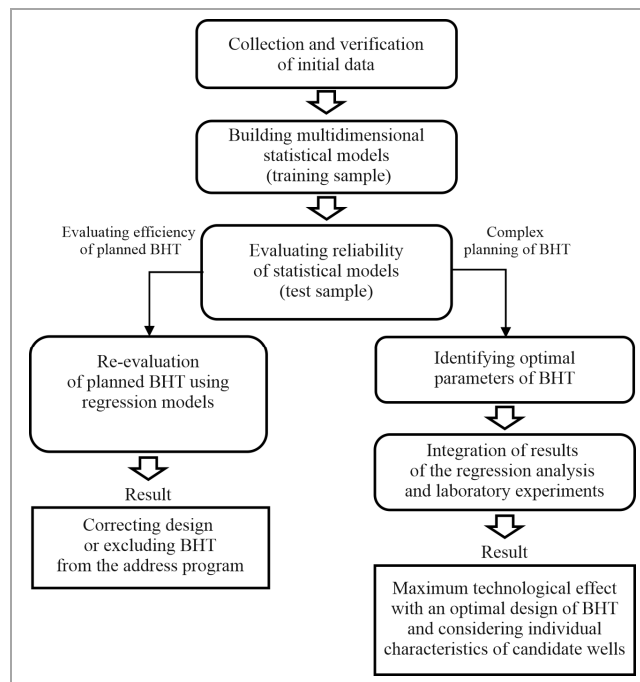 Collection and verification
of initial data
Building multidimensional
statistical models
(training sample)
Evaluating efficiency
of planned BHT
Evaluating reliability
of statistical models
(test sample)
Complex
planning of BHT
Re-evaluation
of planned BHT using
regression models
Result
Correcting design
or excluding BHT
from the address program
Identifying optimal
parameters of BHT
Integration of results
of the regression analysis
and laboratory experiments
Result
Maximum technological effect
with an optimal design of BHT
and considering individual
characteristics of candidate wells